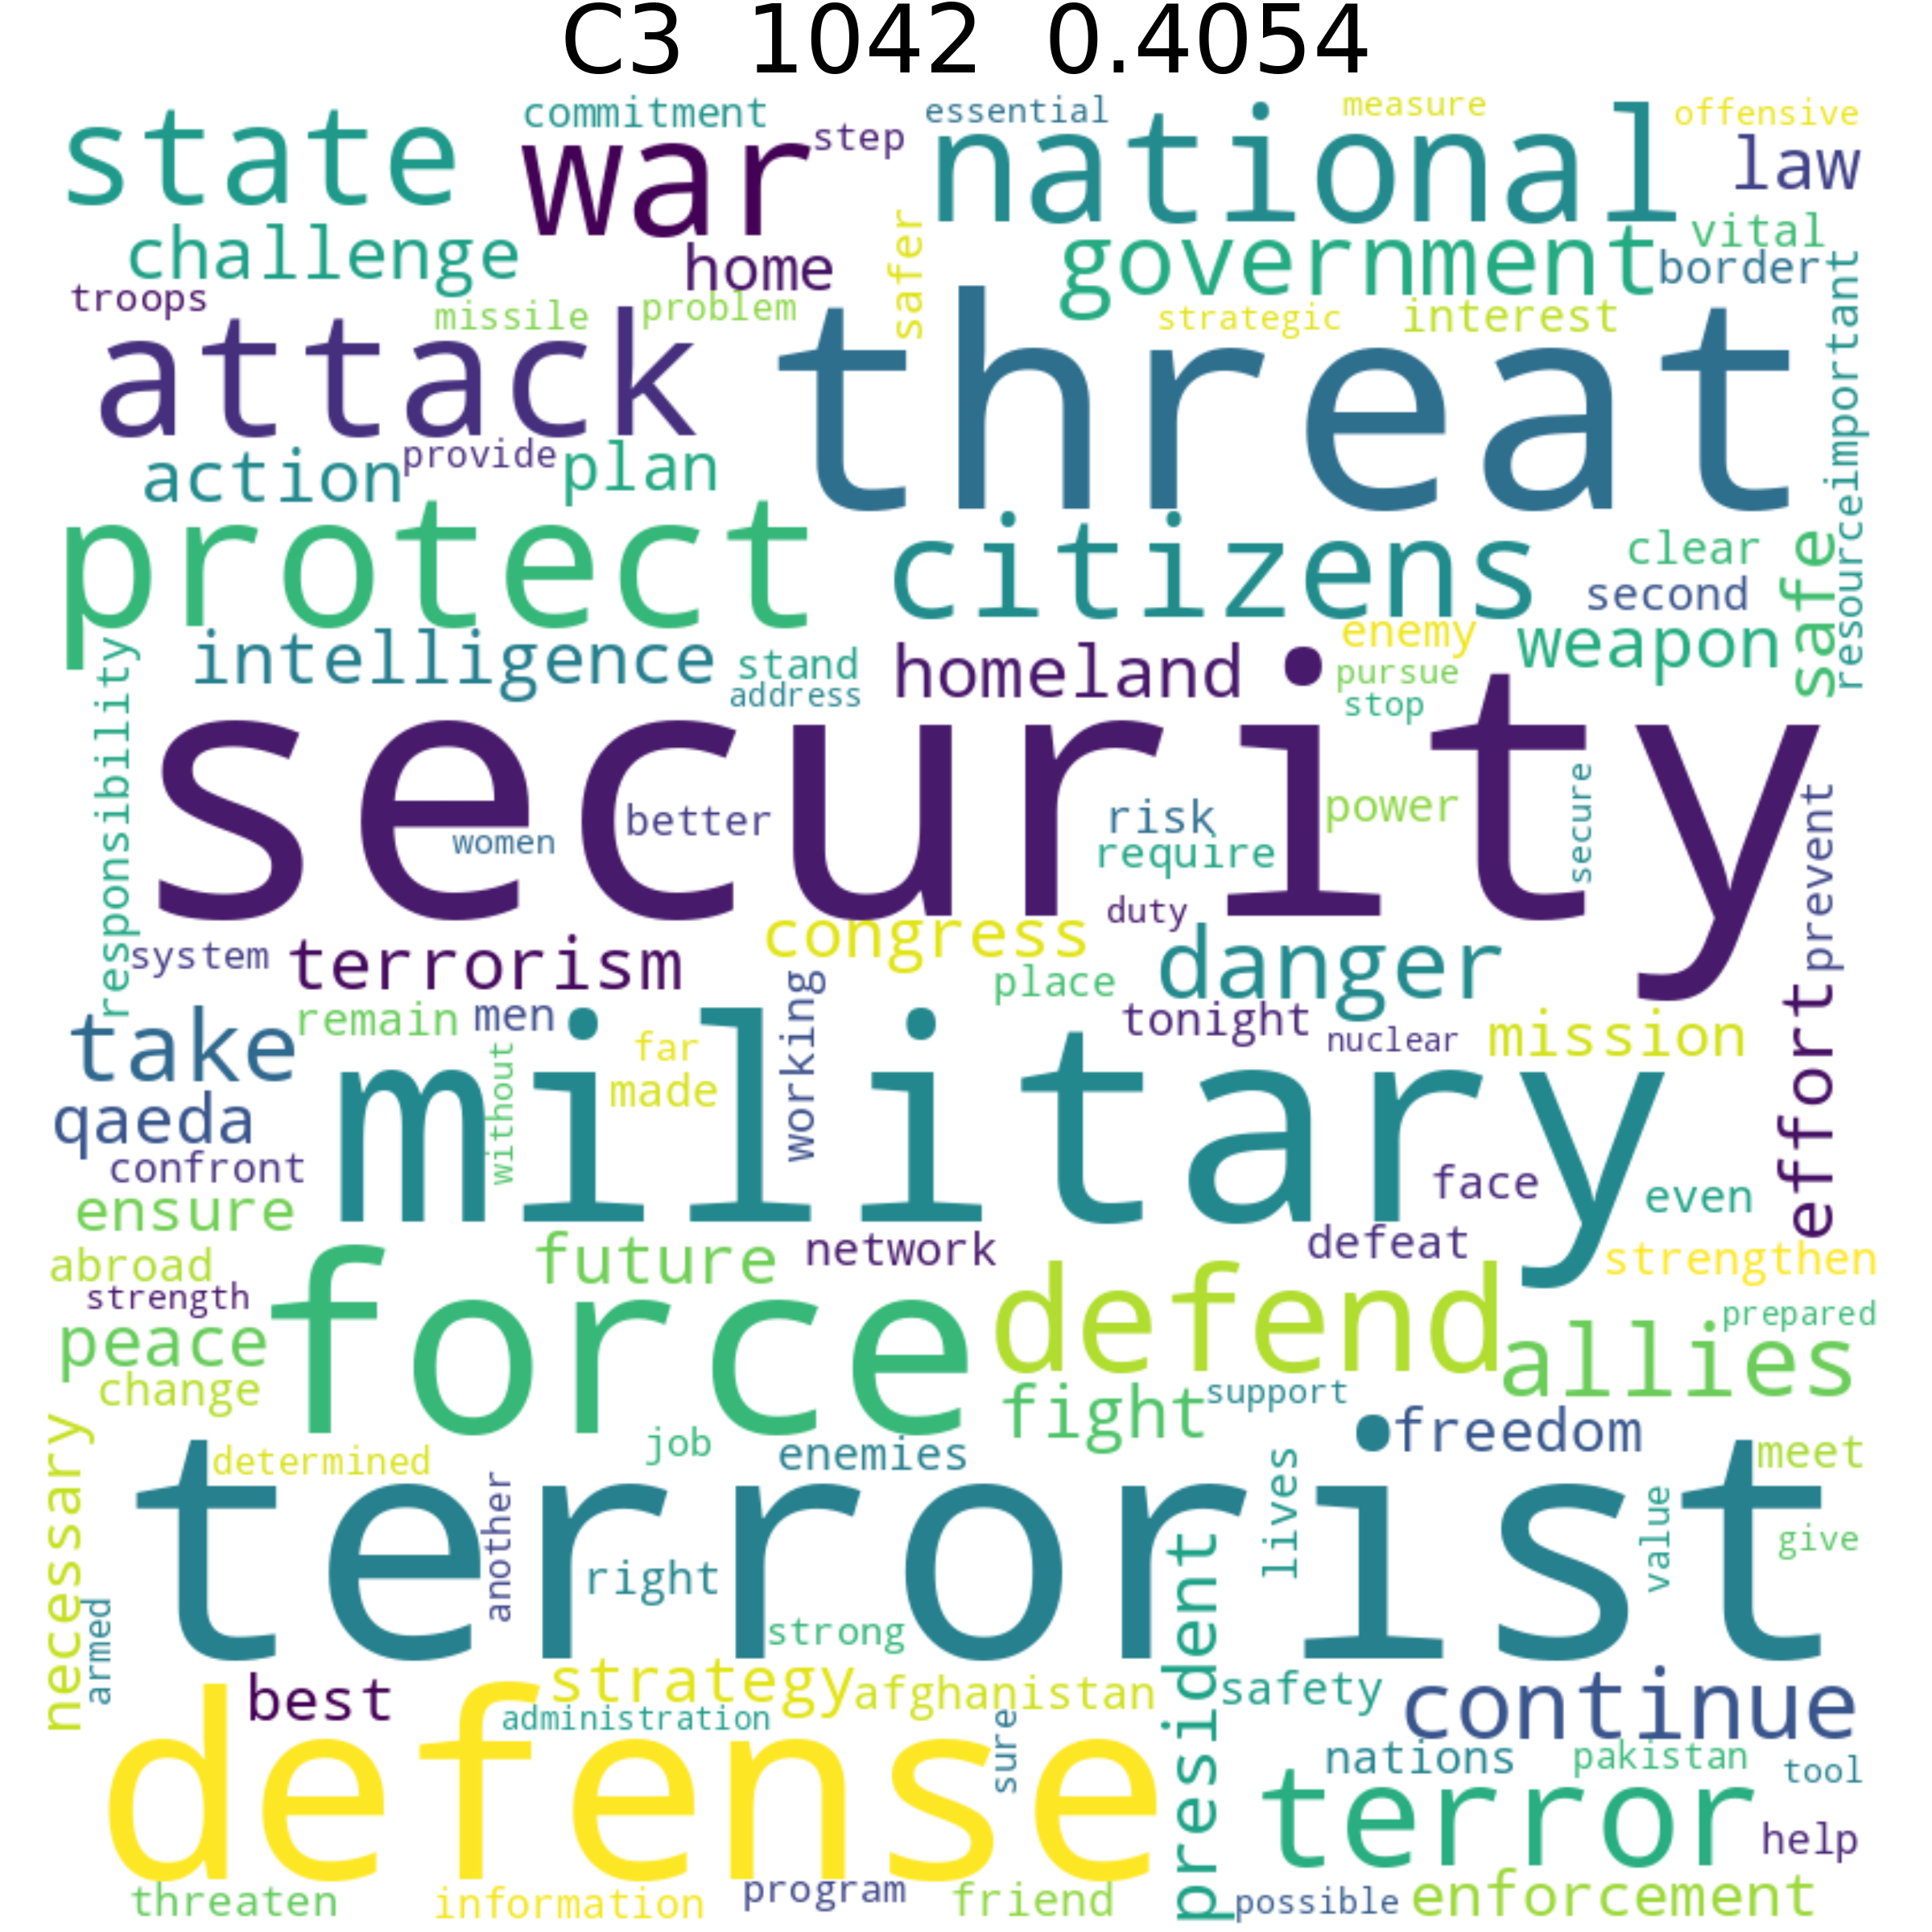 C3 1042 0.4054
commitment
essential
measure
offensive
state
war
step
national
law
challenge
home
safer
government
vital
border
troops
missile
problem
strategic
interest
important
attack
threat
action
provide
plan
resource
protect
citizens
clear
second
safe
intelligence
stand
address
homeland
enemy
pursue
stop
weapon
responsibility
security
women
better
risk
require
power
secure
prevent
duty
system
terrorism
congress
place
danger
take
remain
men
working
tonight
nuclear
mission
effort
qaeda
military
without
far
made
confront
face
even
ensure
future
network
defeat
strengthen
abroad
strength
force
defend
prepared
peace
allies
change
fight
support
necessary
determined
job
enemies
freedom
meet
terrorist
another
lives
value
give
right
president
armed
strong
best
strategy
afghanistan
safety
continue
administration
sure
defense
nations
pakistan
tool
terror
help
threaten
information
program
friend
possible
enforcement